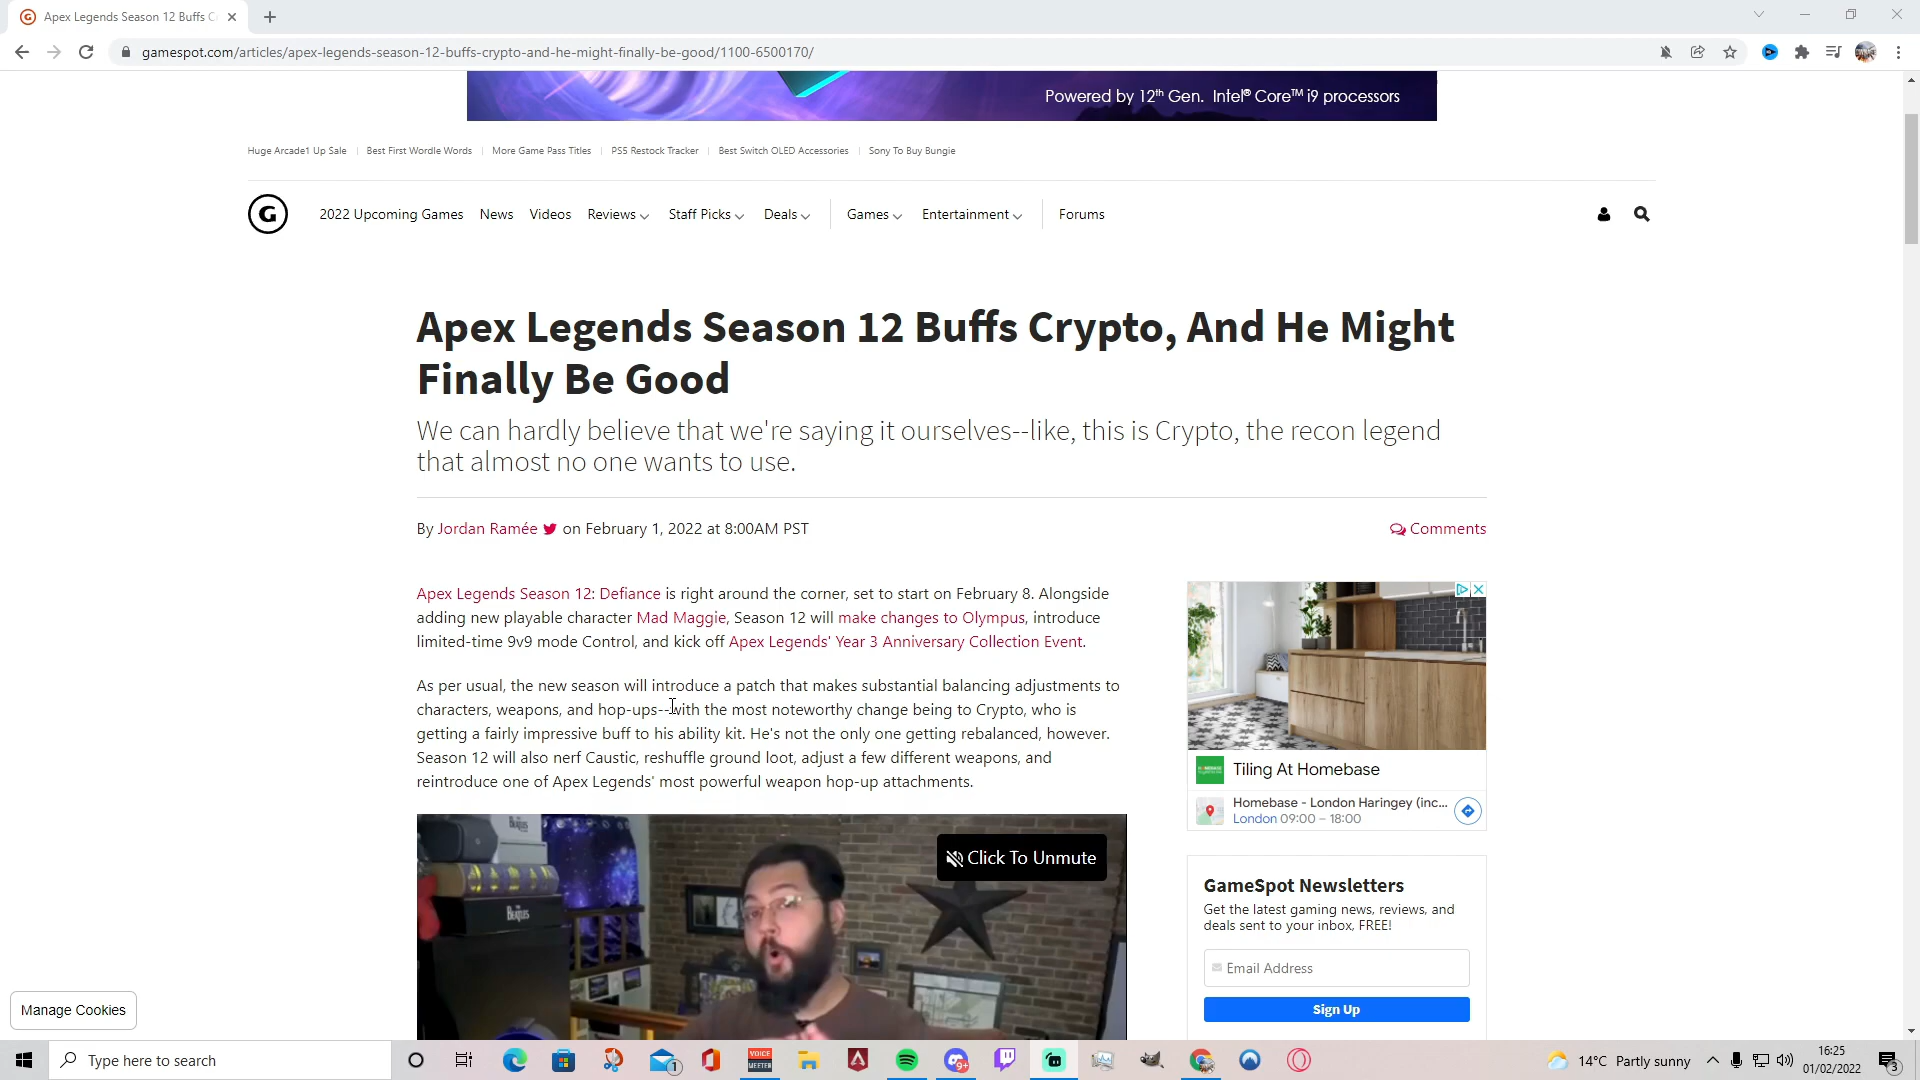 Apex Legends Season 12 Buffs C
gamespot.com/articles/apex-legends-season-12-buffs-crypto-and-he-might-finally-be-good/1100-6500170/
Powered by 12th Gen. Intel® Core™ i9 processors
Huge Arcade1 Up Sale
Best First Wordle Words
More Game Pass Titles
PS5 Restock Tracker
Best Switch OLED Accessories
Sony To Buy Bungie
G
2022 Upcoming Games
News
Videos
Reviews
Staff Picks
Deals
Games
Entertainment
Forums
Apex Legends Season 12 Buffs Crypto, And He Might
Finally Be Good
We can hardly believe that we're saying it ourselves--like, this is Crypto, the recon legend
that almost no one wants to use.
By Jordan Ramée on February 1, 2022 at 8:00AM PST
Comments
Apex Legends Season 12: Defiance is right around the corner, set to start on February 8. Alongside
adding new playable character Mad Maggie, Season 12 will make changes to Olympus, introduce
limited-time 9v9 mode Control, and kick off Apex Legends' Year 3 Anniversary Collection Event.
As per usual, the new season will introduce a patch that makes substantial balancing adjustments to
characters, weapons, and hop-ups--with the most noteworthy change being to Crypto, who is
getting a fairly impressive buff to his ability kit. He's not the only one getting rebalanced, however.
Season 12 will also nerf Caustic, reshuffle ground loot, adjust a few different weapons, and
reintroduce one of Apex Legends' most powerful weapon hop-up attachments.
Click To Unmute
BEATLES
Tiling At Homebase
Homebase - London Haringey (inc...
London 09:00 – 18:00
GameSpot Newsletters
Get the latest gaming news, reviews, and
deals sent to your inbox, FREE!
Email Address
Sign Up
Manage Cookies
Type here to search
1
VOICE
MEETER
9+
14°C Partly sunny
16:25
01/02/2022
3